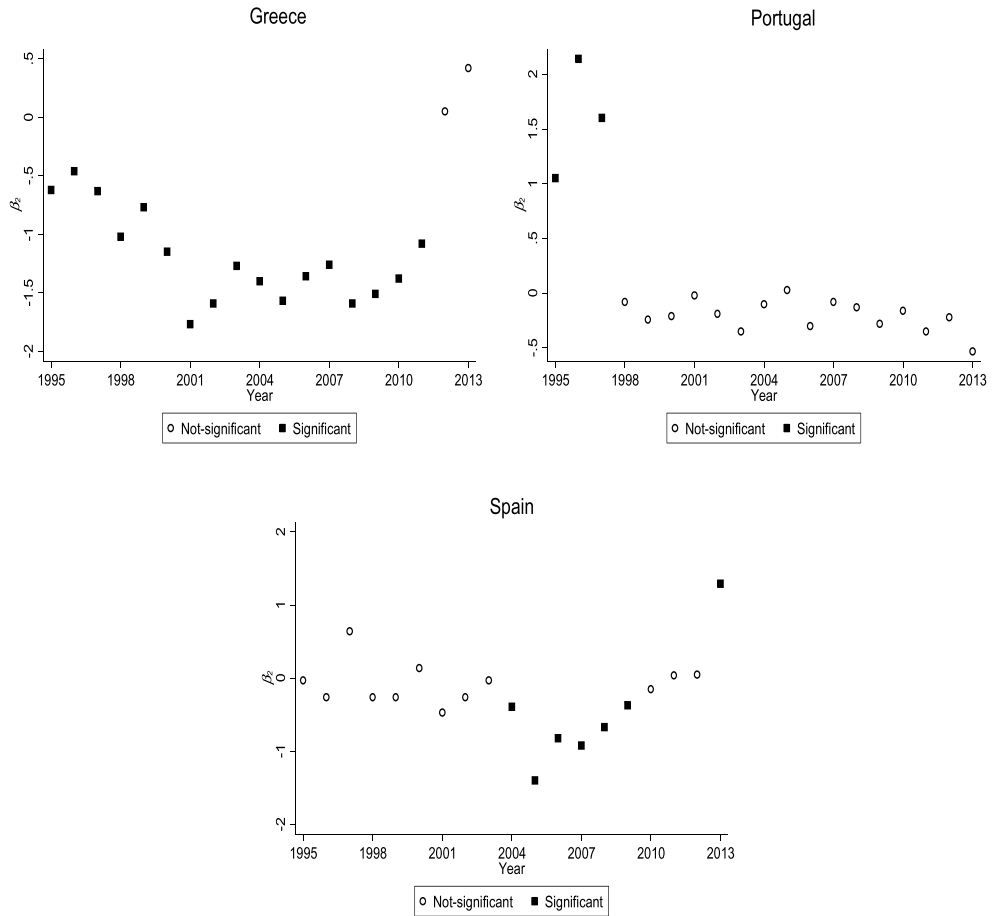 Greece
.5
0
-.5
-1
-1.5
-2
β₂
1995 1998 2001 2004 2007 2010 2013
Year
Not-significant Significant
Portugal
2
1.5
1
.5
0
-.5
β₂
1995 1998 2001 2004 2007 2010 2013
Year
Not-significant Significant
Spain
2
1
0
-1
-2
β₂
1995 1998 2001 2004 2007 2010 2013
Year
Not-significant Significant